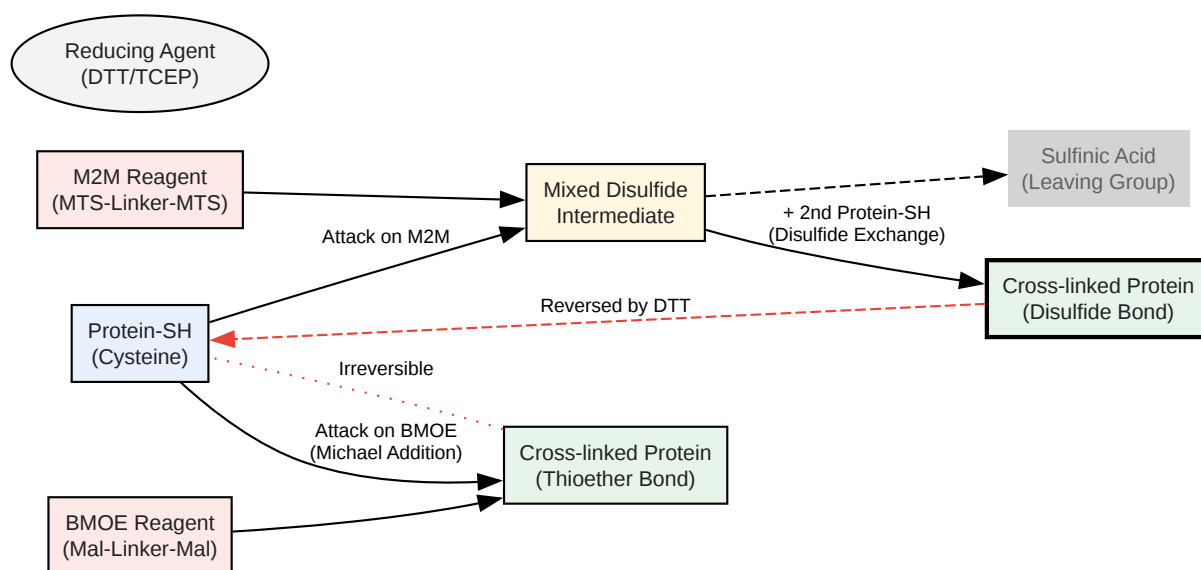 Reducing Agent
(DTT/TCEP)
M2M Reagent
(MTS-Linker-MTS)
Mixed Disulfide
Intermediate
Sulfinic Acid
(Leaving Group)
Attack on M2M
+ 2nd Protein-SH
(Disulfide Exchange)
Cross-linked Protein
(Disulfide Bond)
Reversed by DTT
Protein-SH
(Cysteine)
Irreversible
Attack on BMOE
(Michael Addition)
Cross-linked Protein
(Thioether Bond)
BMOE Reagent
(Mal-Linker-Mal)